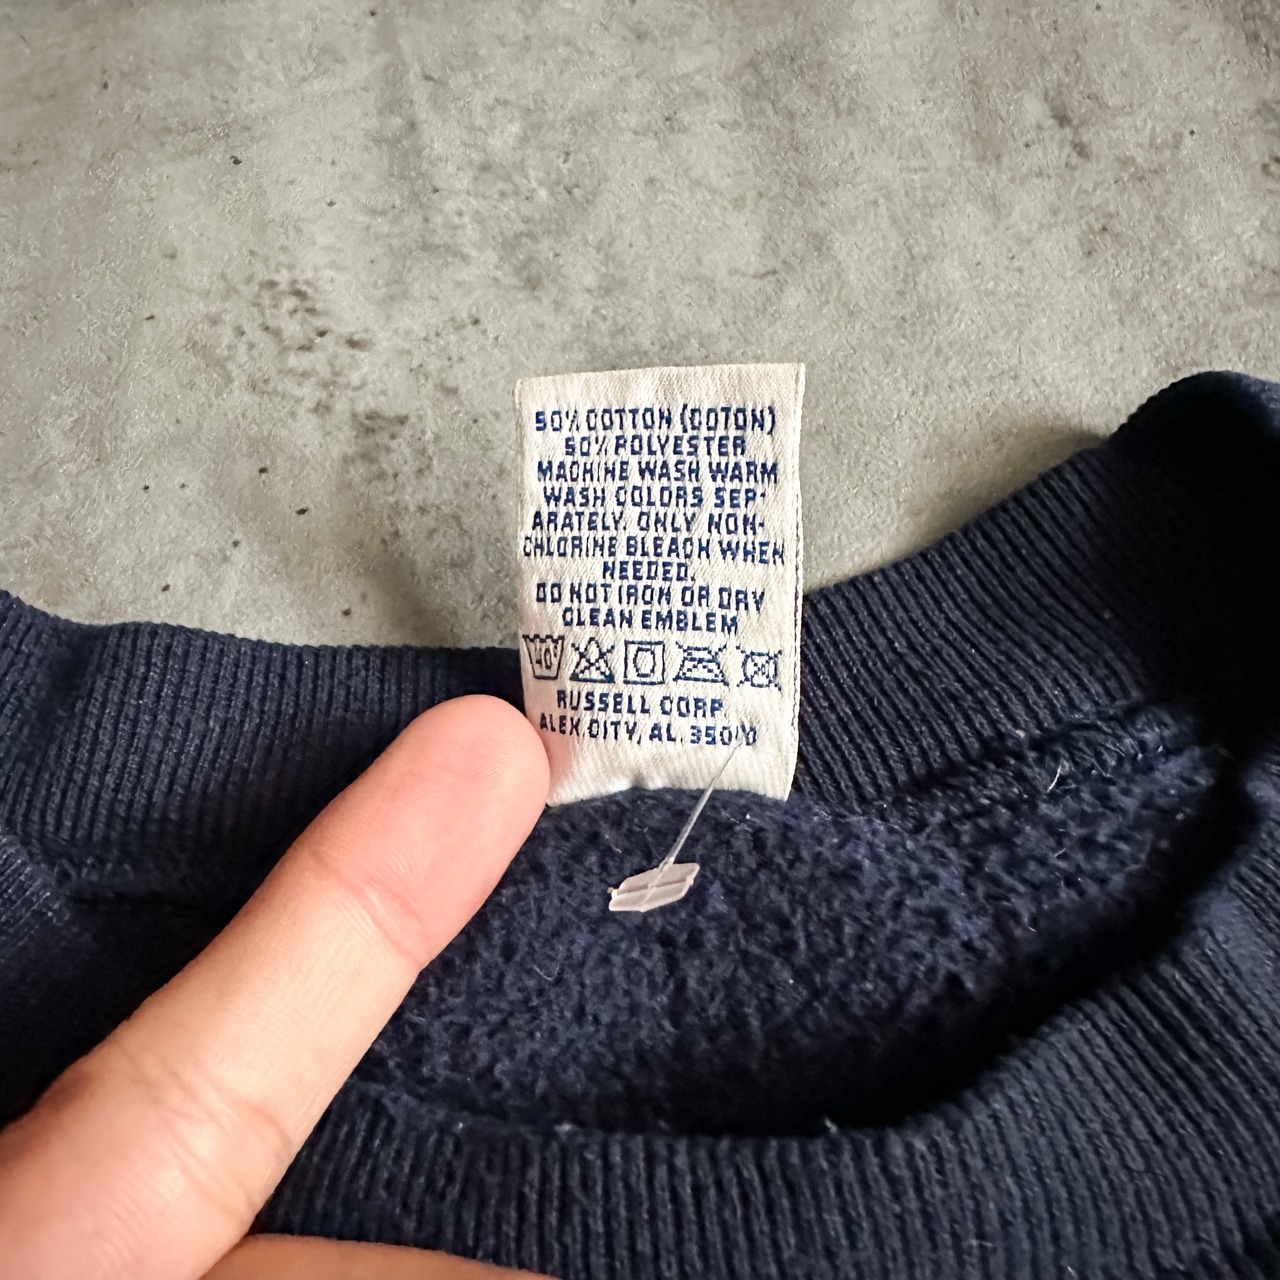 50% COTTON (COTON)
50% POLYESTER
MACHINE WASH WARM
WASH COLORS SEP-
ARATELY. ONLY NON-
CHLORINE BLEACH WHEN
NEEDED.
DO NOT IRON OR DRY
CLEAN EMBLEM
40°
RUSSELL CORP.
ALEX CITY, AL.